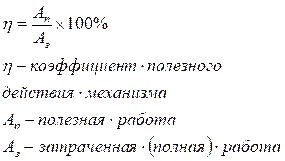 η = Aп / Aз × 100%
η – коэффициент · полезного
действия · механизма
Aп – полезная · работа
Aз – затраченная · (полная) · работа